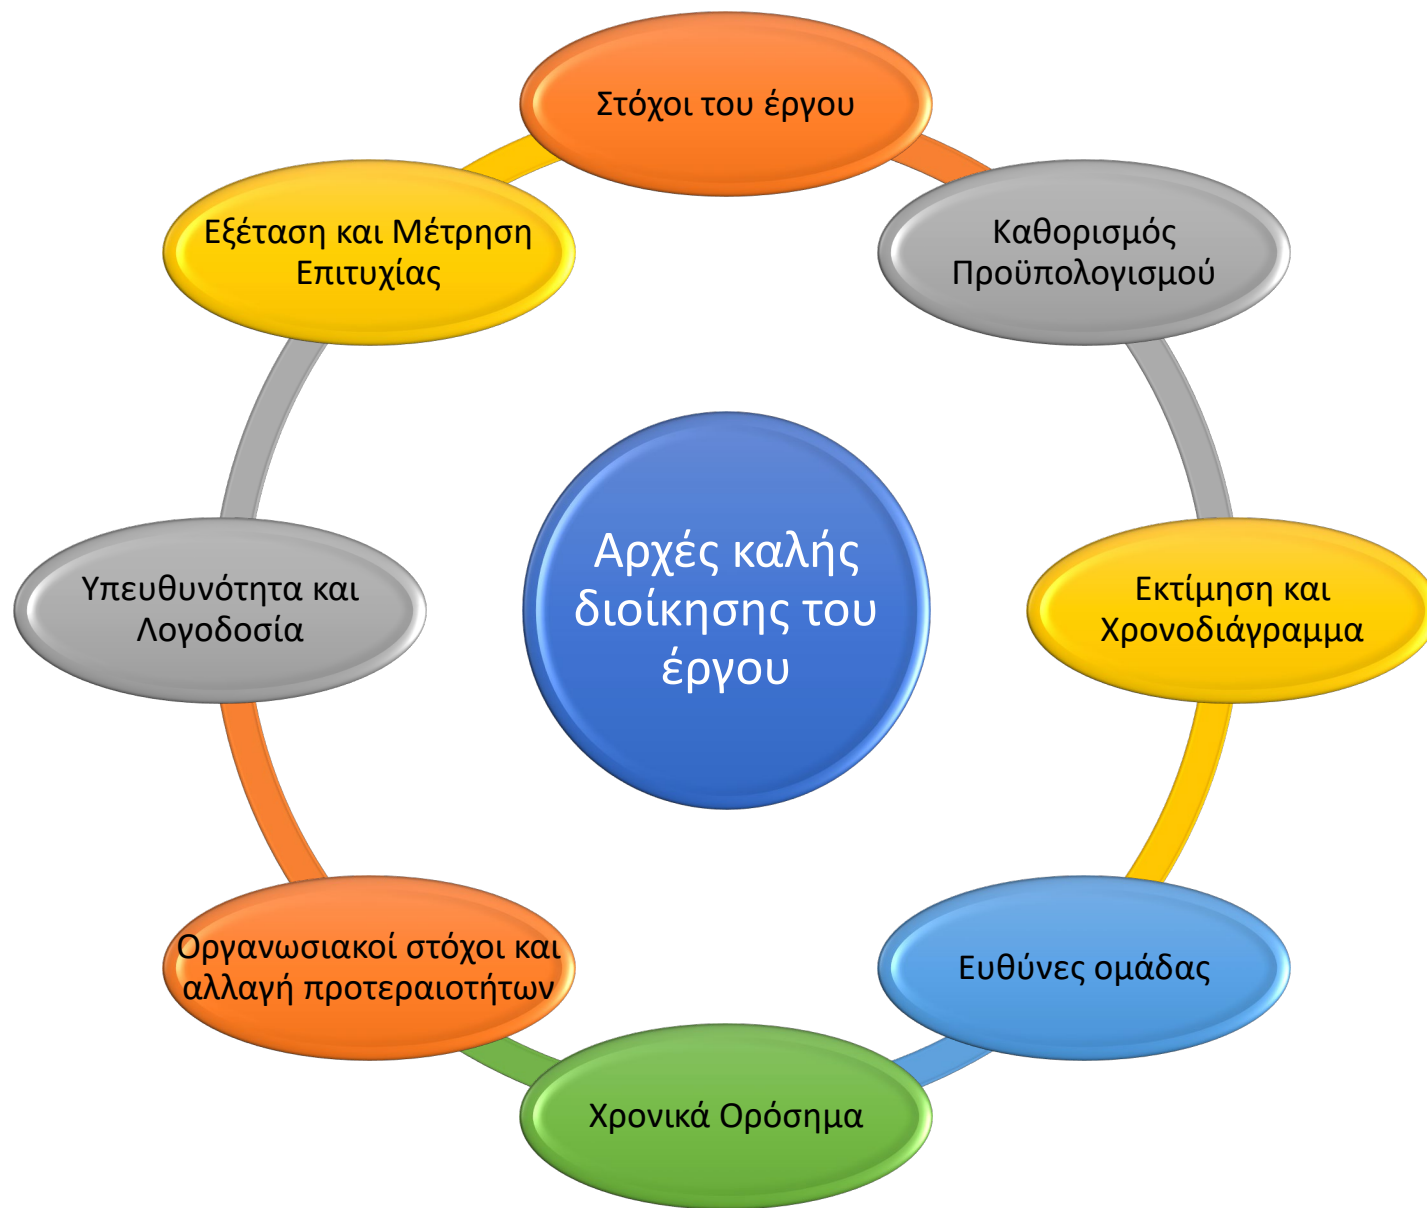 Στόχοι του έργου
Καθορισμός
Προϋπολογισμού
Εκτίμηση και
Χρονοδιάγραμμα
Ευθύνες ομάδας
Χρονικά Ορόσημα
Οργανωσιακοί στόχοι και
αλλαγή προτεραιοτήτων
Υπευθυνότητα και
Λογοδοσία
Εξέταση και Μέτρηση
Επιτυχίας
Αρχές καλής
διοίκησης του
έργου